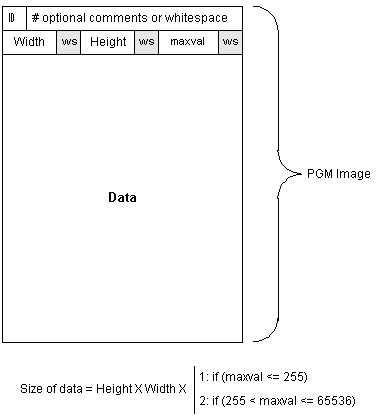 ID # optional comments or whitespace
Width ws Height ws maxval ws
PGM Image
Data
1: if (maxval <= 255)
Size of data = Height X Width X
2: if (255 < maxval <= 65536)